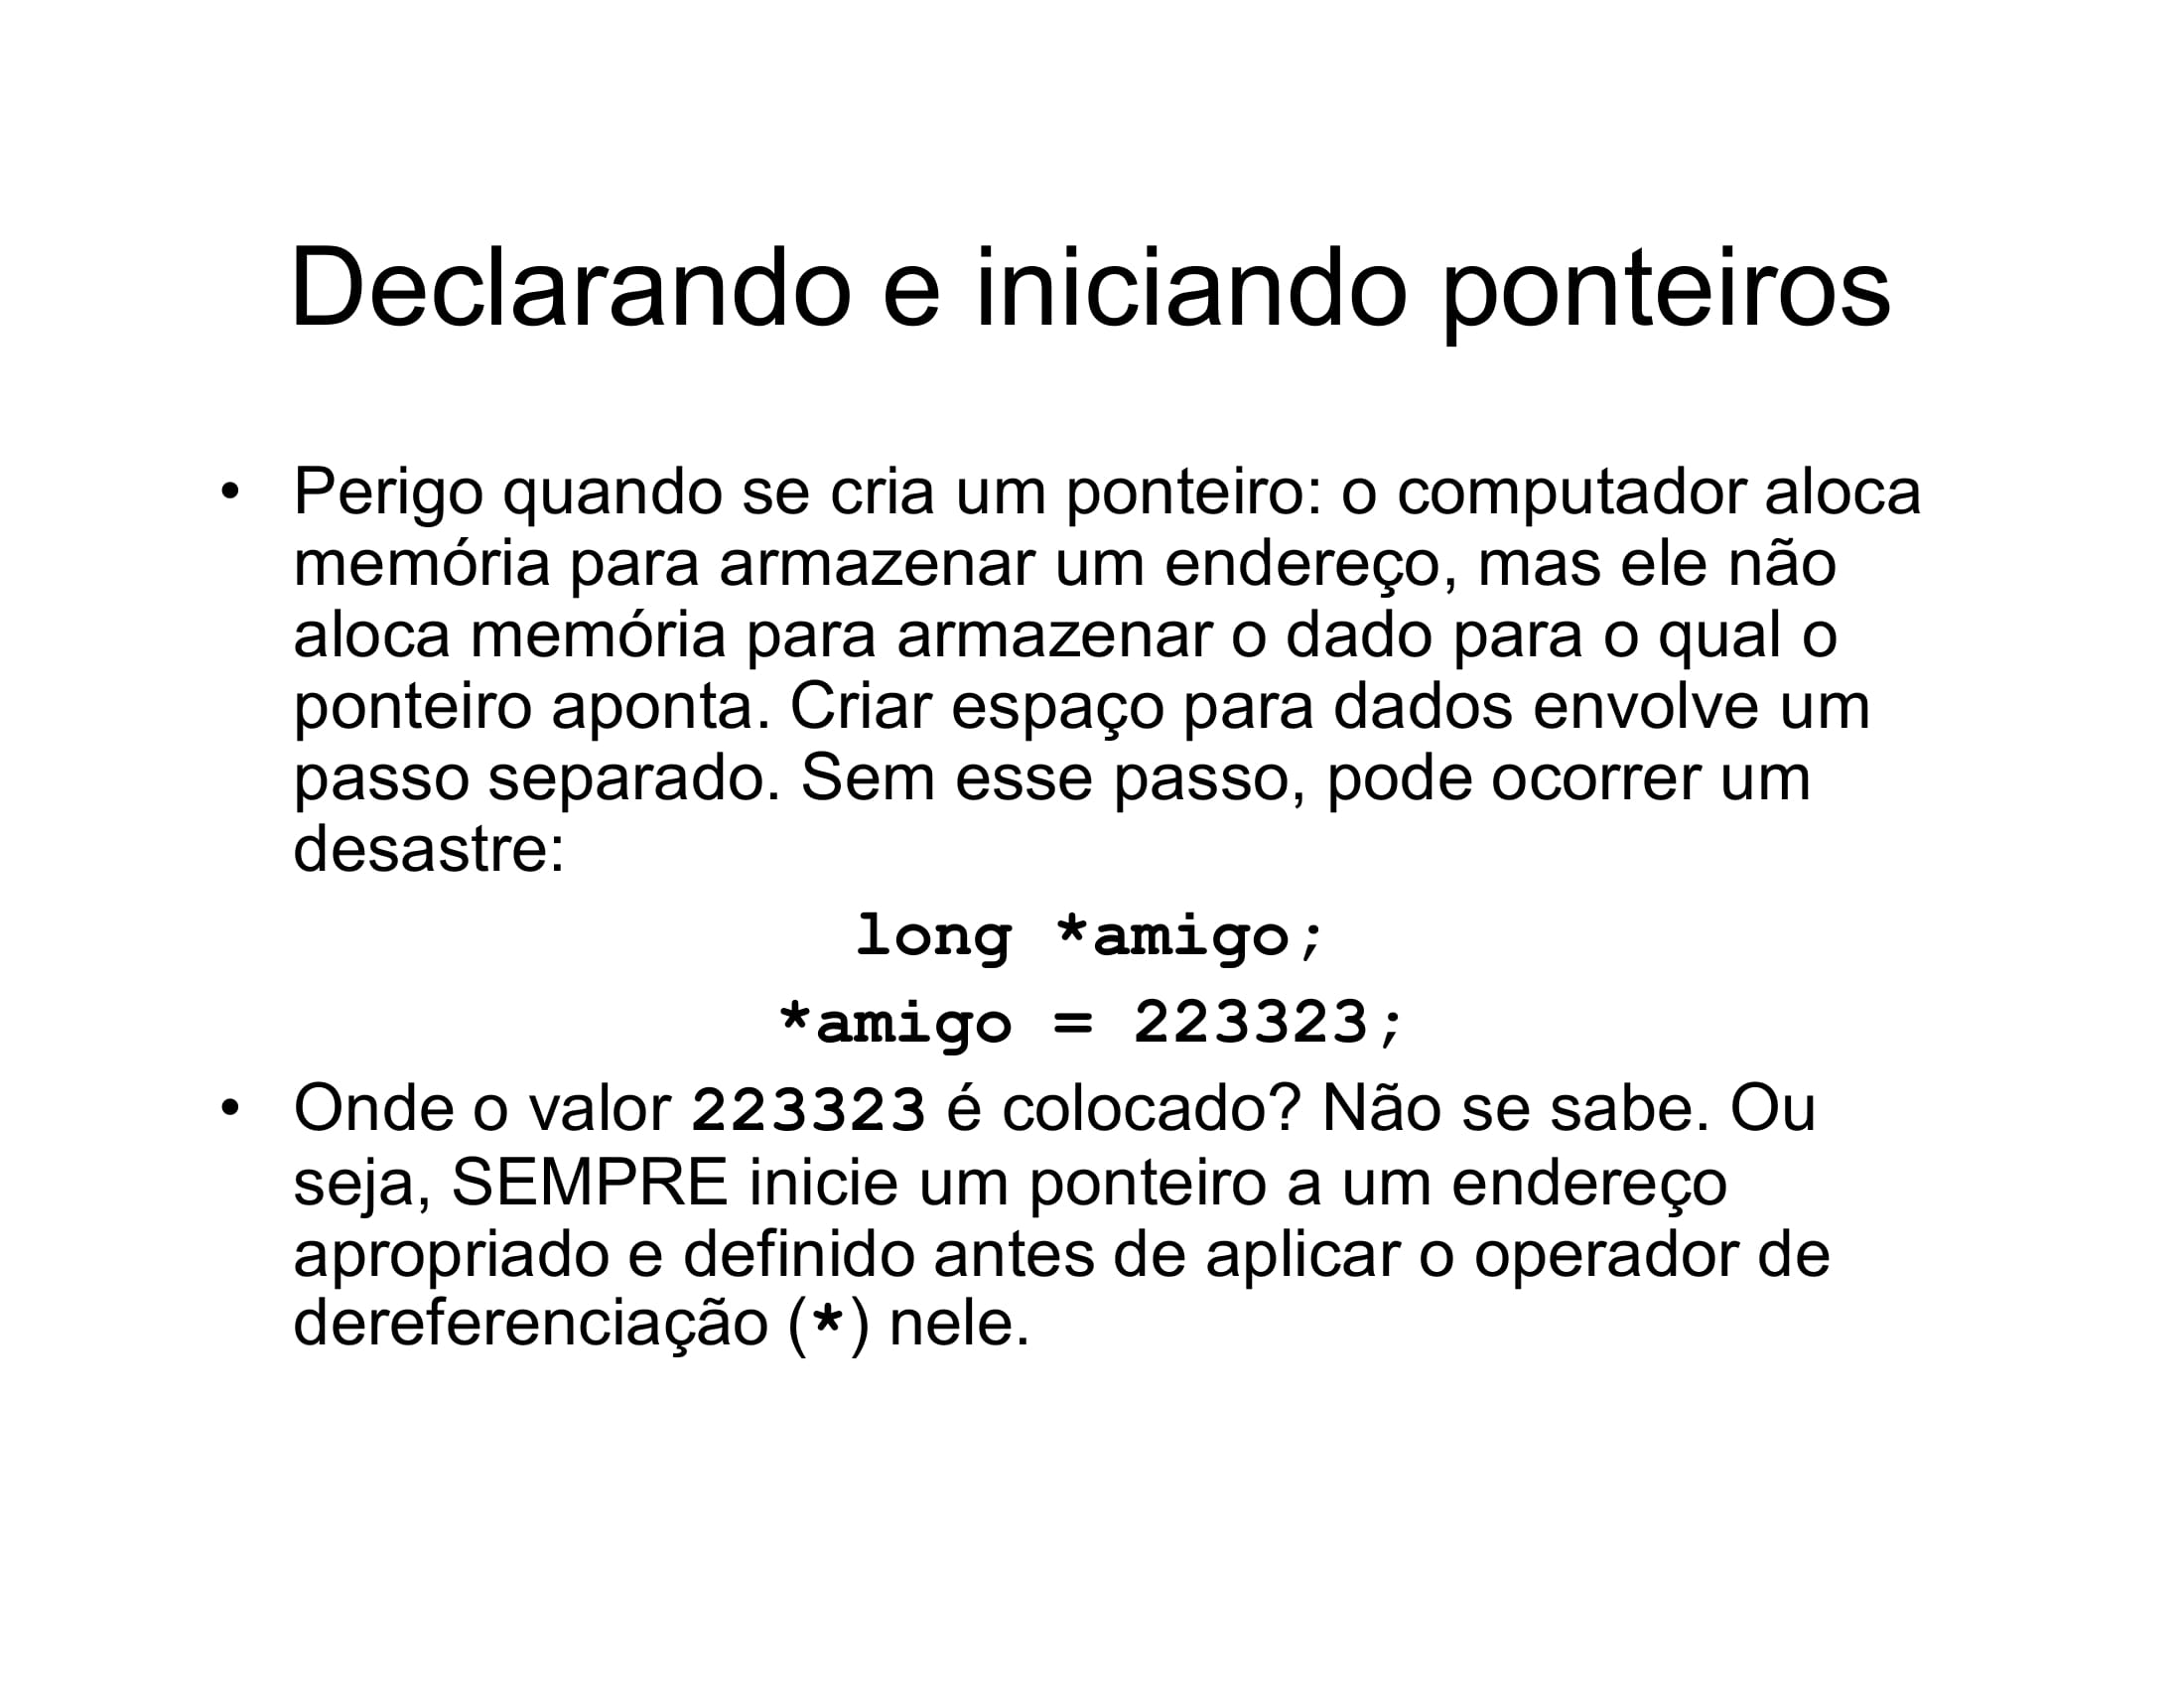 Declarando e iniciando ponteiros
• Perigo quando se cria um ponteiro: o computador aloca
memória para armazenar um endereço, mas ele não
aloca memória para armazenar o dado para o qual o
ponteiro aponta. Criar espaço para dados envolve um
passo separado. Sem esse passo, pode ocorrer um
desastre:
long *amigo;
*amigo = 223323;
• Onde o valor 223323 é colocado? Não se sabe. Ou
seja, SEMPRE inicie um ponteiro a um endereço
apropriado e definido antes de aplicar o operador de
dereferenciação (*) nele.